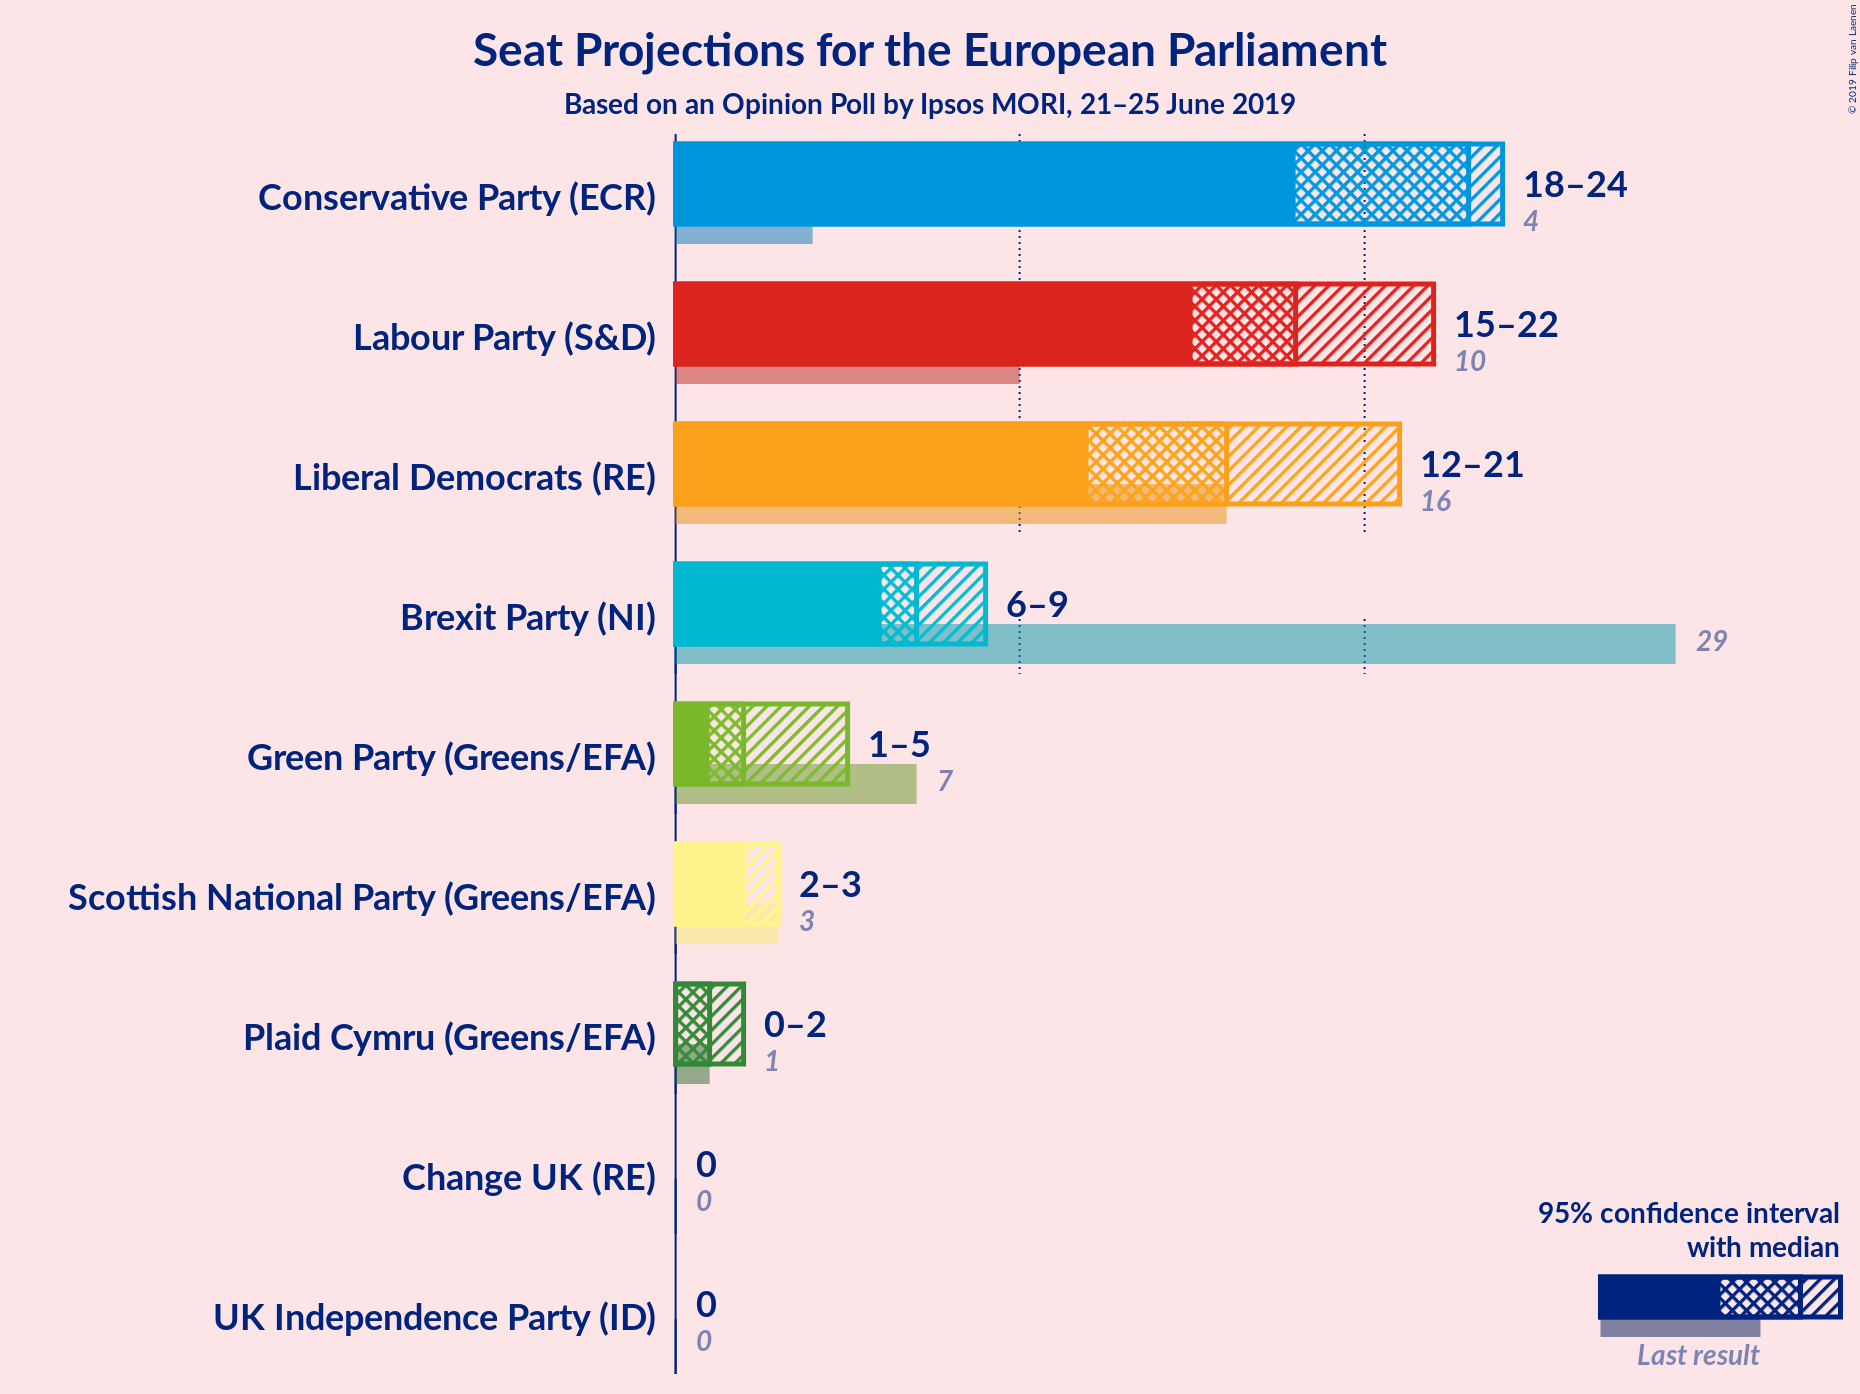 Seat Projections for the European Parliament
Based on an Opinion Poll by Ipsos MORI, 21–25 June 2019
© 2019 Filip van Laenen
Conservative Party (ECR)
18–24
4
Labour Party (S&D)
15–22
10
Liberal Democrats (RE)
12–21
16
Brexit Party (NI)
6–9
29
Green Party (Greens/EFA)
1–5
7
Scottish National Party (Greens/EFA)
2–3
3
Plaid Cymru (Greens/EFA)
0–2
1
Change UK (RE)
0
0
UK Independence Party (ID)
0
0
95% confidence interval
with median
Last result